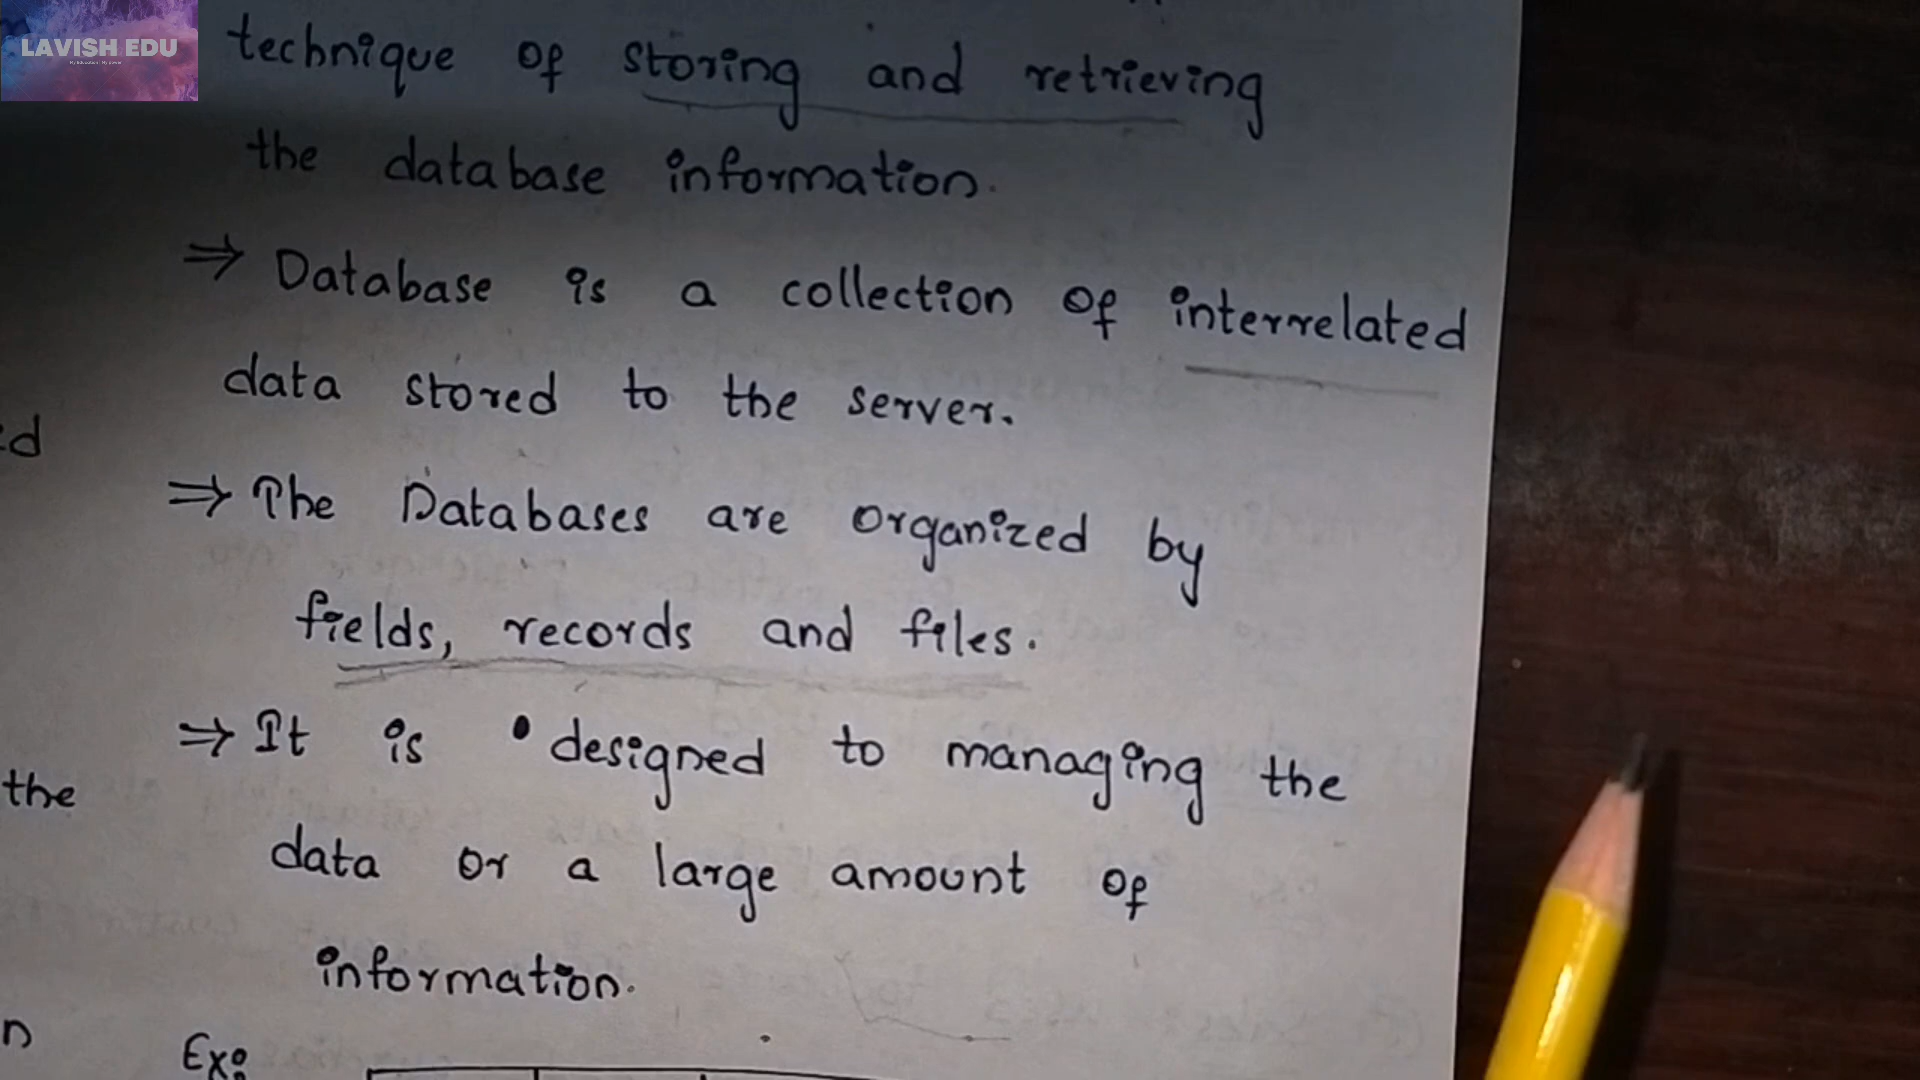 LAVISH EDU
technique of storing and retrieving
the database information.
⇒ Database is a collection of interrelated
data stored to the server.
⇒ The Databases are organized by
fields, records and files.
⇒ It is designed to managing the
data or a large amount of
information.
Ex:
ed
the
n